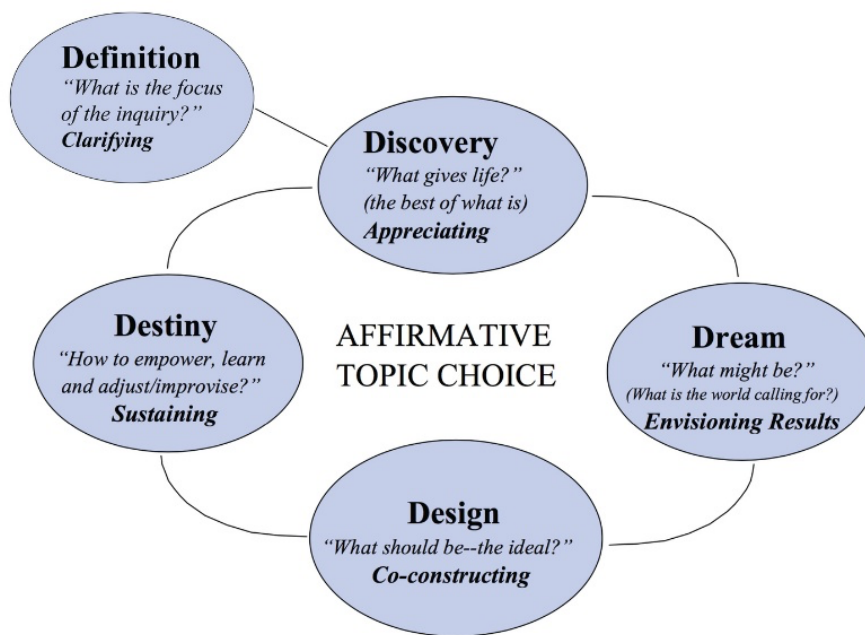 Definition
“What is the focus
of the inquiry?”
Clarifying
Discovery
“What gives life?”
(the best of what is)
Appreciating
Destiny
“How to empower, learn
and adjust/improvise?”
Sustaining
AFFIRMATIVE
TOPIC CHOICE
Dream
“What might be?”
(What is the world calling for?)
Envisioning Results
Design
“What should be--the ideal?”
Co-constructing